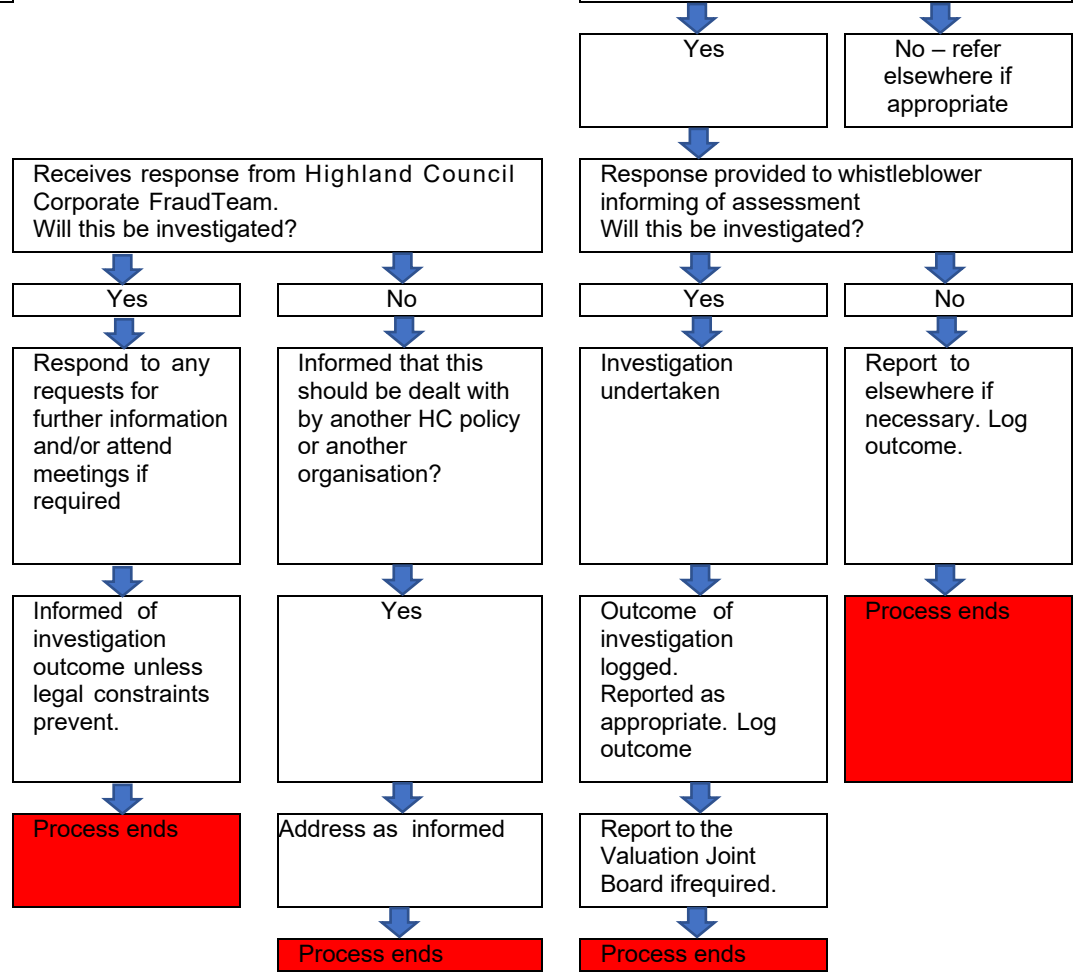 Yes
No – refer
elsewhere if
appropriate
Receives response from Highland Council
Corporate FraudTeam.
Will this be investigated?
Response provided to whistleblower
informing of assessment
Will this be investigated?
Yes
No
Yes
No
Respond to any
requests for
further information
and/or attend
meetings if
required
Informed that this
should be dealt with
by another HC policy
or another
organisation?
Investigation
undertaken
Report to
elsewhere if
necessary. Log
outcome.
Informed of
investigation
outcome unless
legal constraints
prevent.
Yes
Outcome of
investigation
logged.
Reported as
appropriate. Log
outcome
Process ends
Process ends
Address as informed
Report to the
Valuation Joint
Board ifrequired.
Process ends
Process ends